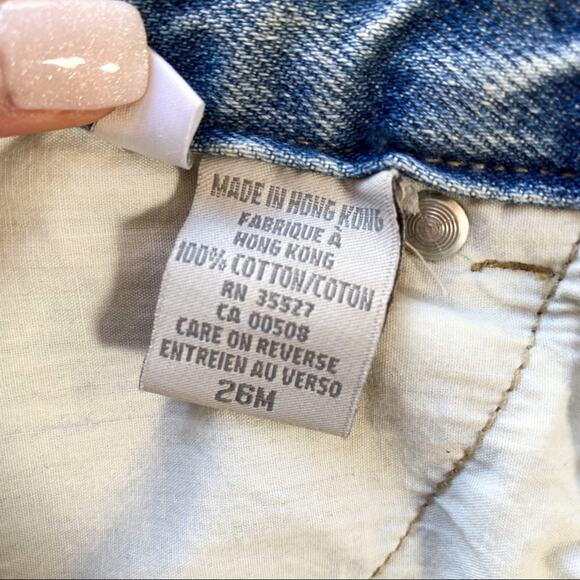 MADE IN HONG KONG
FABRIQUE À
HONG KONG
100% COTTON/COTON
RN 35527
CA 00508
CARE ON REVERSE
ENTREIEN AU VERSO
26M